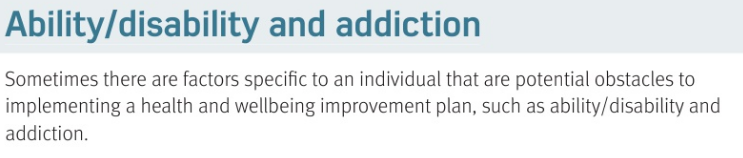 Ability/disability and addiction
Sometimes there are factors specific to an individual that are potential obstacles to
implementing a health and wellbeing improvement plan, such as ability/disability and
addiction.